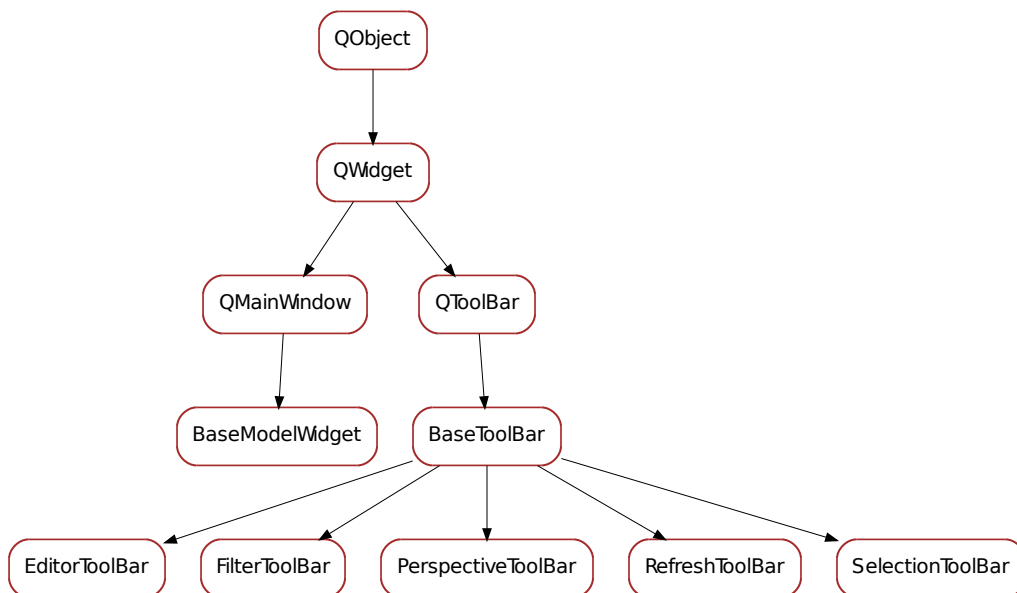 QObject
QWidget
QMainWindow
QToolBar
BaseModelWidget
BaseToolBar
EditorToolBar
FilterToolBar
PerspectiveToolBar
RefreshToolBar
SelectionToolBar